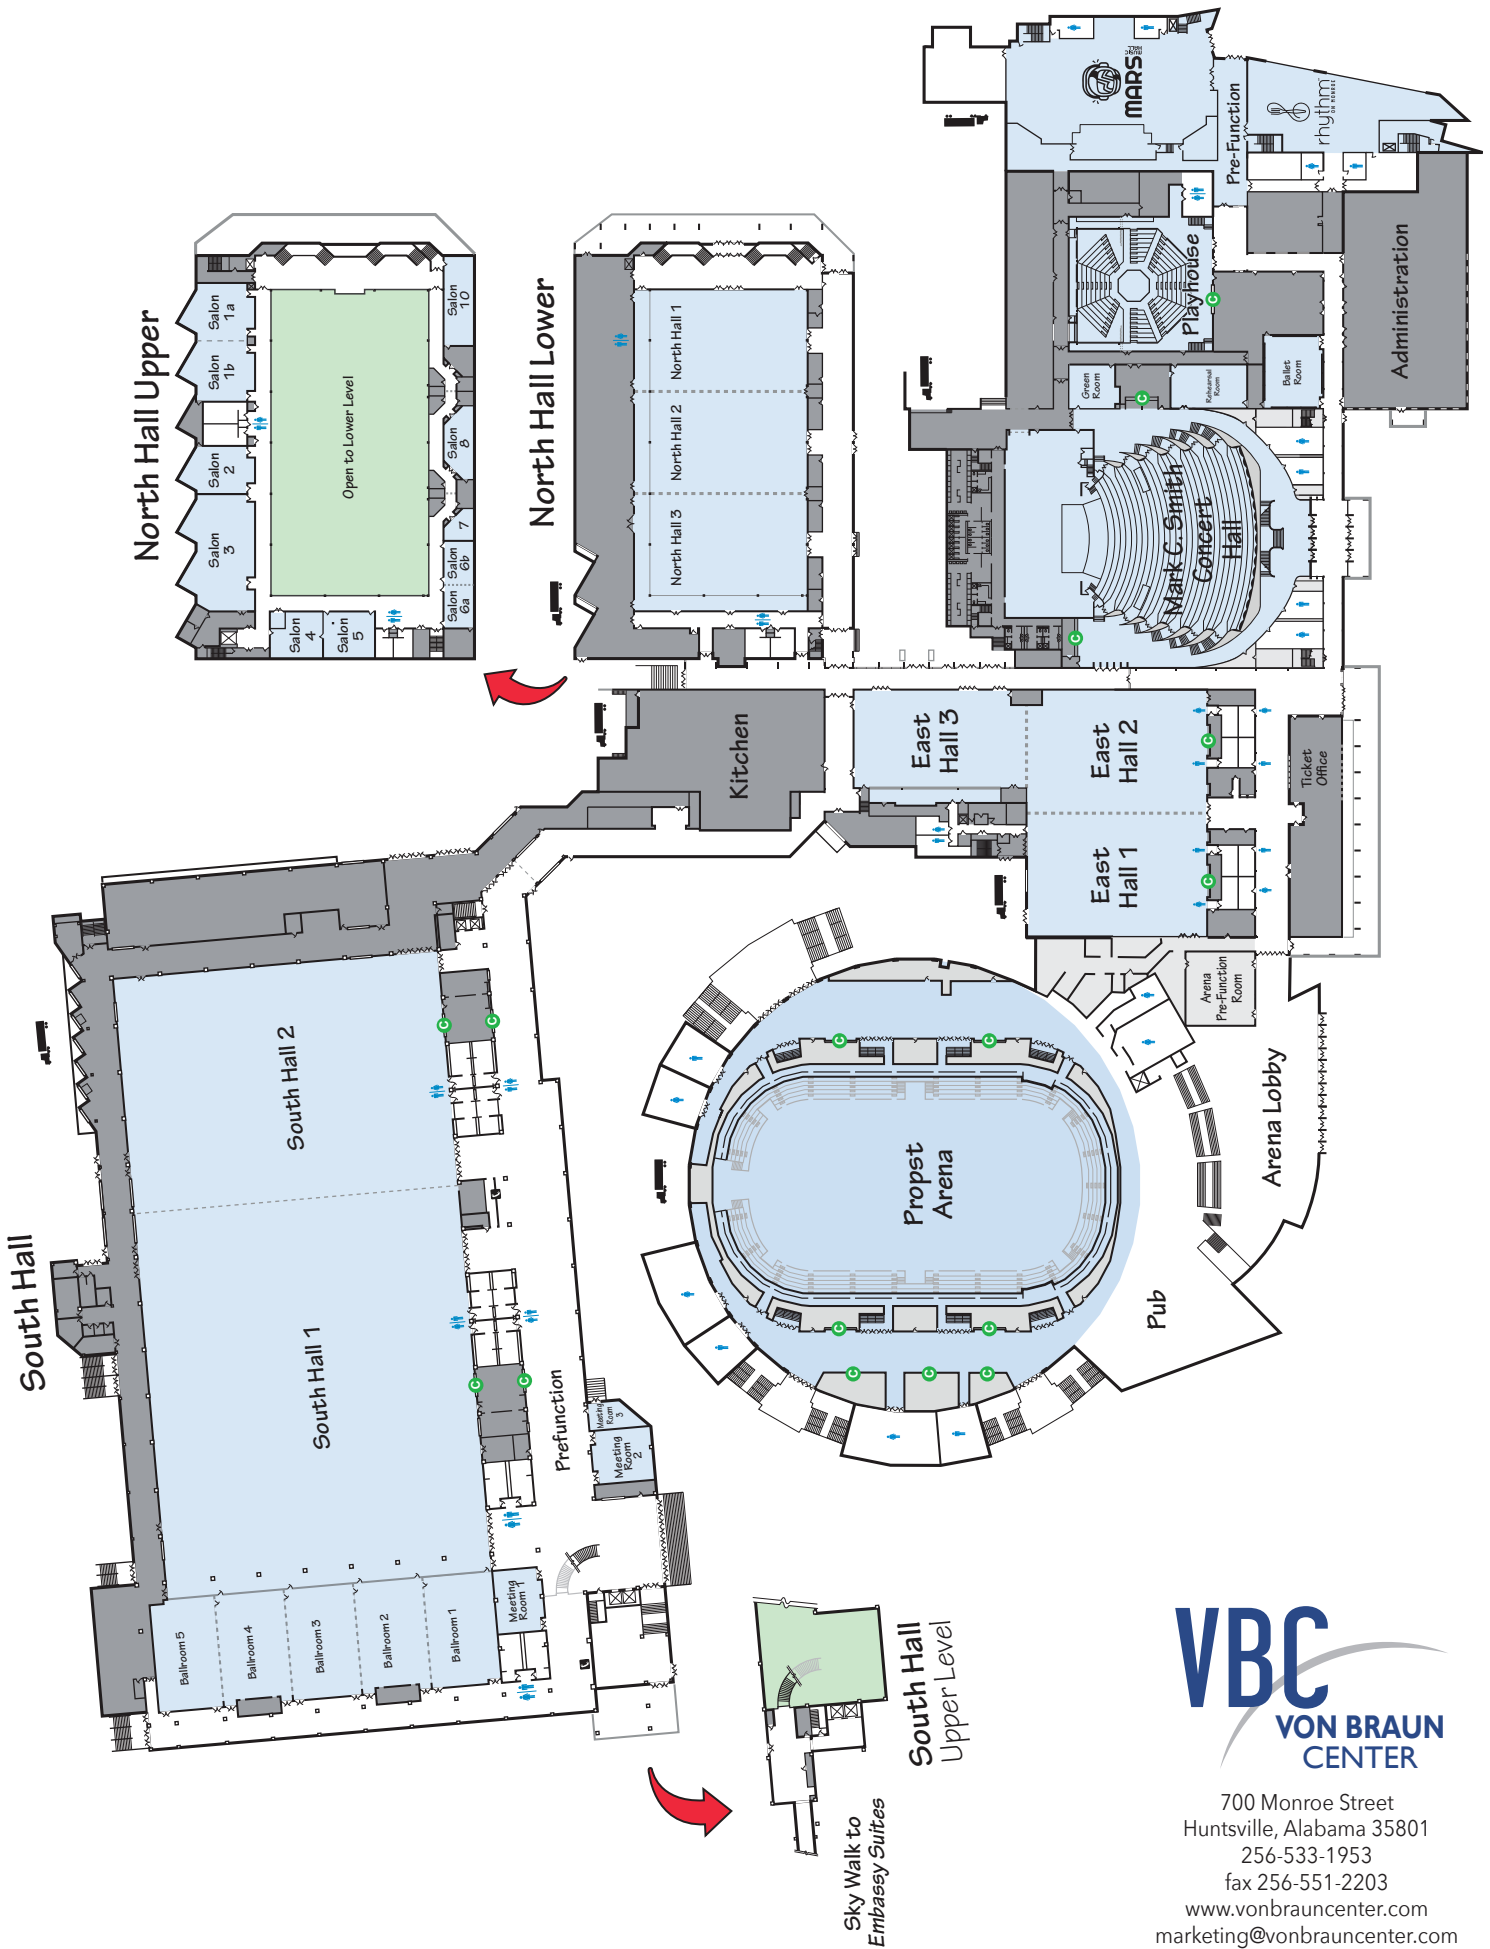 North Hall Upper
Salon
1a
Salon
1b
Salon
2
Salon
3
Salon
4
Salon
5
Salon
6a
Salon
6b
7
Salon
8
Salon
10
Open to Lower Level
North Hall Lower
North Hall 1
North Hall 2
North Hall 3
MARS
MUSIC
HALL
Pre-Function
rhythm
ON MONROE
Playhouse
Administration
Green
Room
C
Rehearsal
Room
Ballet
Room
C
Mark C. Smith
Concert
Hall
C
Kitchen
East
Hall 3
East
Hall 2
East
Hall 1
C
C
Ticket
Office
Arena
Pre-Function
Room
Arena Lobby
Propst
Arena
C
C
C
C
C
C
C
Pub
South Hall
South Hall 2
South Hall 1
C
C
C
C
Prefunction
Meeting
Room
3
Meeting
Room
2
Meeting
Room 1
Ballroom 5
Ballroom 4
Ballroom 3
Ballroom 2
Ballroom 1
South Hall
Upper Level
Sky Walk to
Embassy Suites
VBC
VON BRAUN
CENTER
700 Monroe Street
Huntsville, Alabama 35801
256-533-1953
fax 256-551-2203
www.vonbrauncenter.com
marketing@vonbrauncenter.com